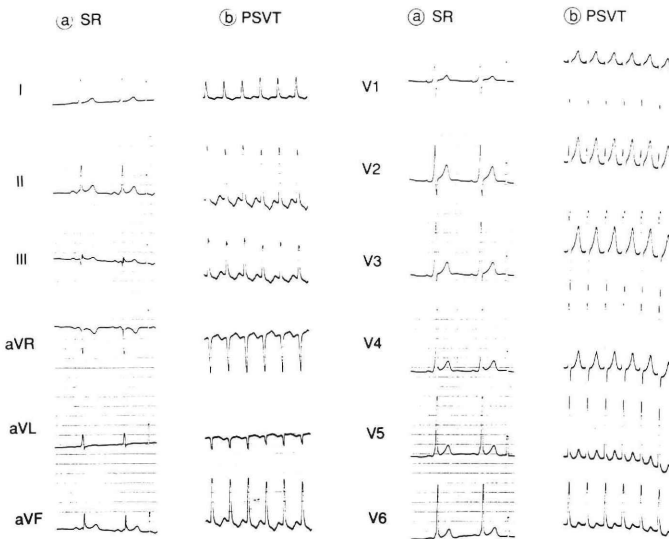 ⓐ SR ⓑ PSVT ⓐ SR ⓑ PSVT
I V1
II V2
III V3
aVR V4
aVL V5
aVF V6